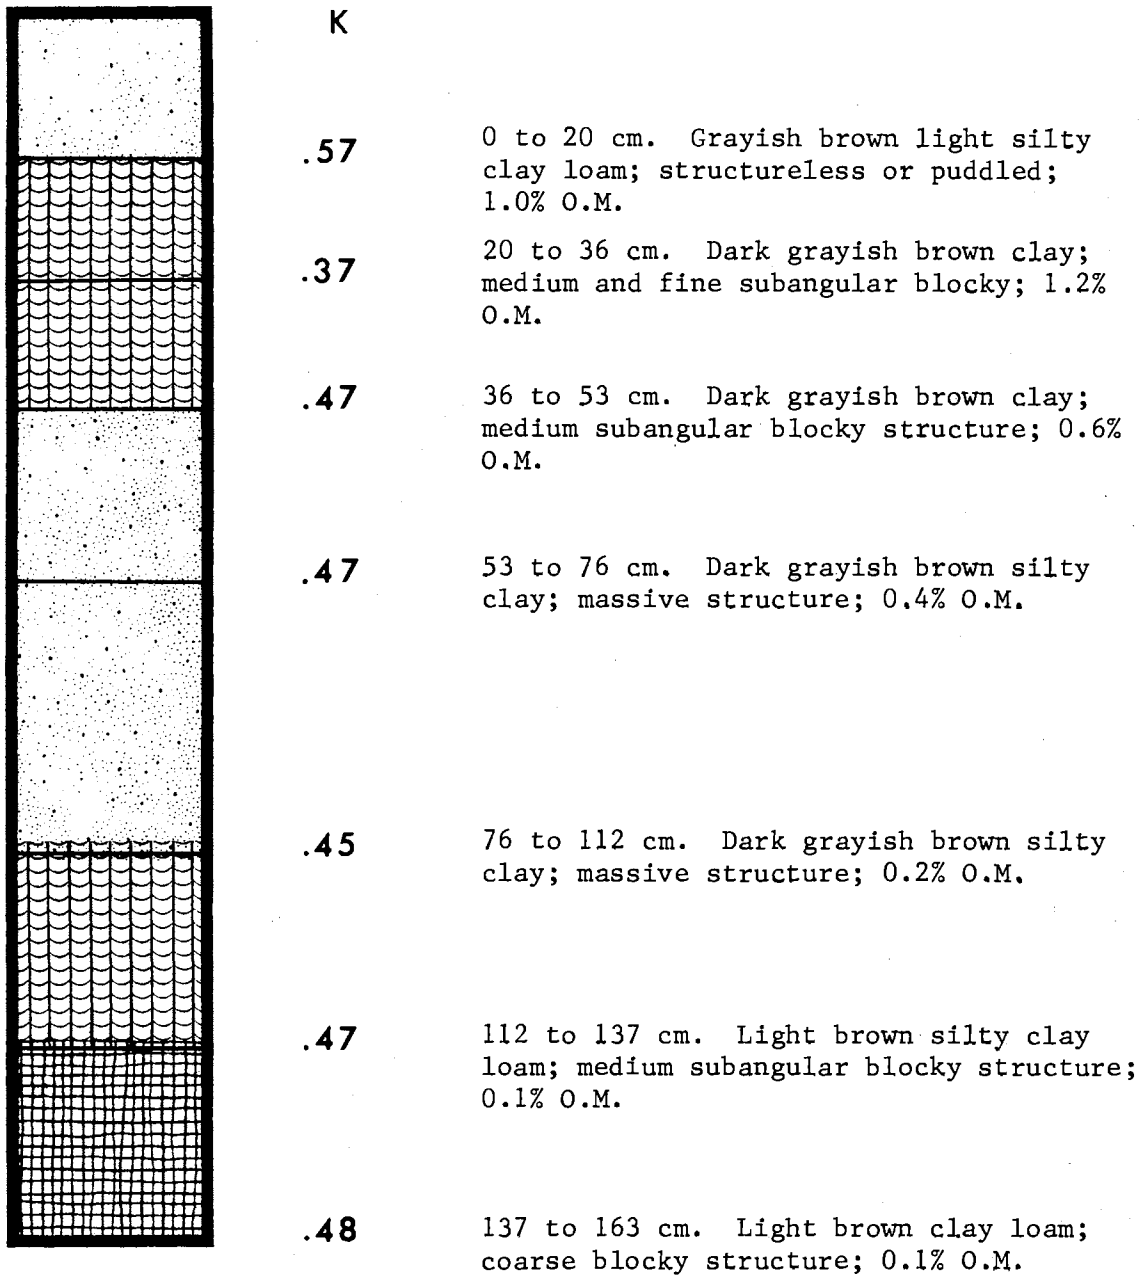 K
.57
0 to 20 cm. Grayish brown light silty
clay loam; structureless or puddled;
1.0% O.M.
.37
20 to 36 cm. Dark grayish brown clay;
medium and fine subangular blocky; 1.2%
O.M.
.47
36 to 53 cm. Dark grayish brown clay;
medium subangular blocky structure; 0.6%
O.M.
.47
53 to 76 cm. Dark grayish brown silty
clay; massive structure; 0.4% O.M.
.45
76 to 112 cm. Dark grayish brown silty
clay; massive structure; 0.2% O.M.
.47
112 to 137 cm. Light brown silty clay
loam; medium subangular blocky structure;
0.1% O.M.
.48
137 to 163 cm. Light brown clay loam;
coarse blocky structure; 0.1% O.M.